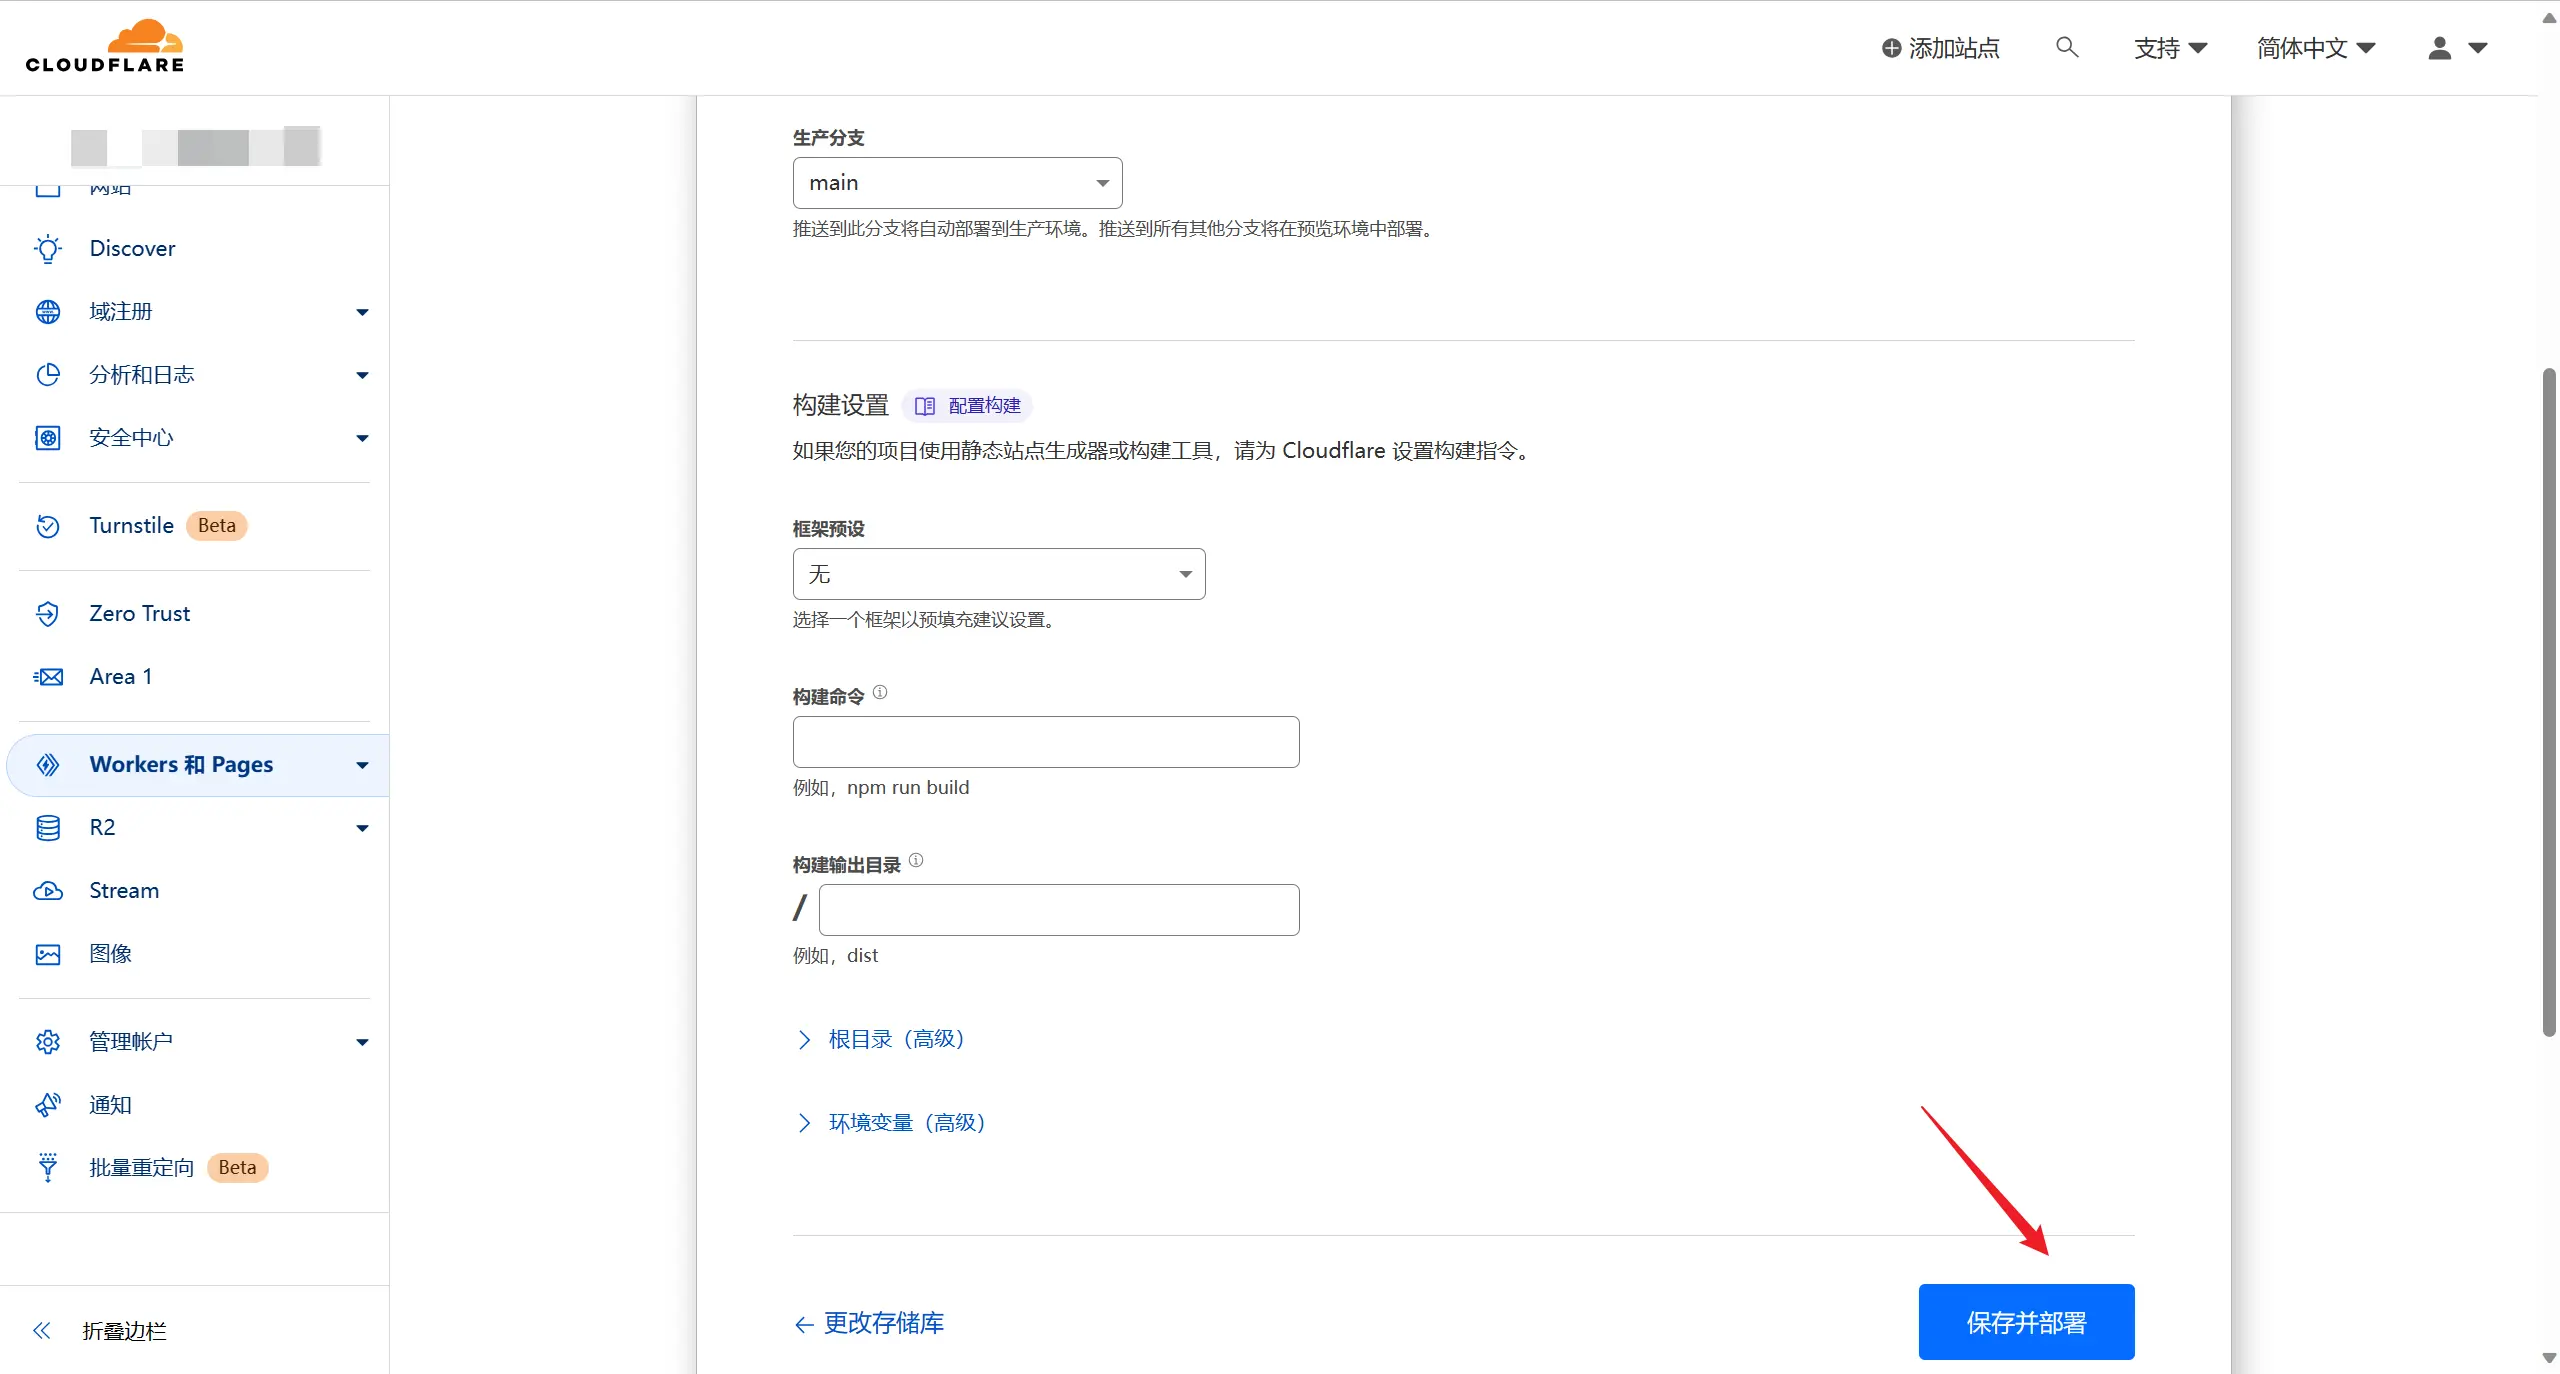 CLOUDFLARE
添加站点
支持
简体中文
网站
Discover
域注册
分析和日志
安全中心
Turnstile Beta
Zero Trust
Area 1
Workers 和 Pages
R2
Stream
图像
管理帐户
通知
批量重定向 Beta
折叠边栏
生产分支
main
推送到此分支将自动部署到生产环境。推送到所有其他分支将在预览环境中部署。
构建设置 配置构建
如果您的项目使用静态站点生成器或构建工具，请为 Cloudflare 设置构建指令。
框架预设
无
选择一个框架以预填充建议设置。
构建命令
例如，npm run build
构建输出目录
/
例如，dist
根目录（高级）
环境变量（高级）
更改存储库
保存并部署